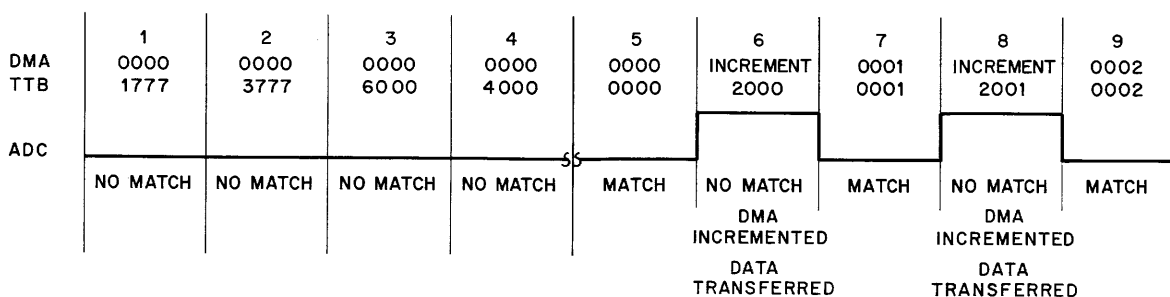 1 2 3 4 5 6 7 8 9
DMA 0000 0000 0000 0000 0000 INCREMENT 0001 INCREMENT 0002
TTB 1777 3777 6000 4000 0000 2000 0001 2001 0002
ADC
NO MATCH NO MATCH NO MATCH NO MATCH MATCH NO MATCH MATCH NO MATCH MATCH
DMA DMA
INCREMENTED INCREMENTED
DATA DATA
TRANSFERRED TRANSFERRED